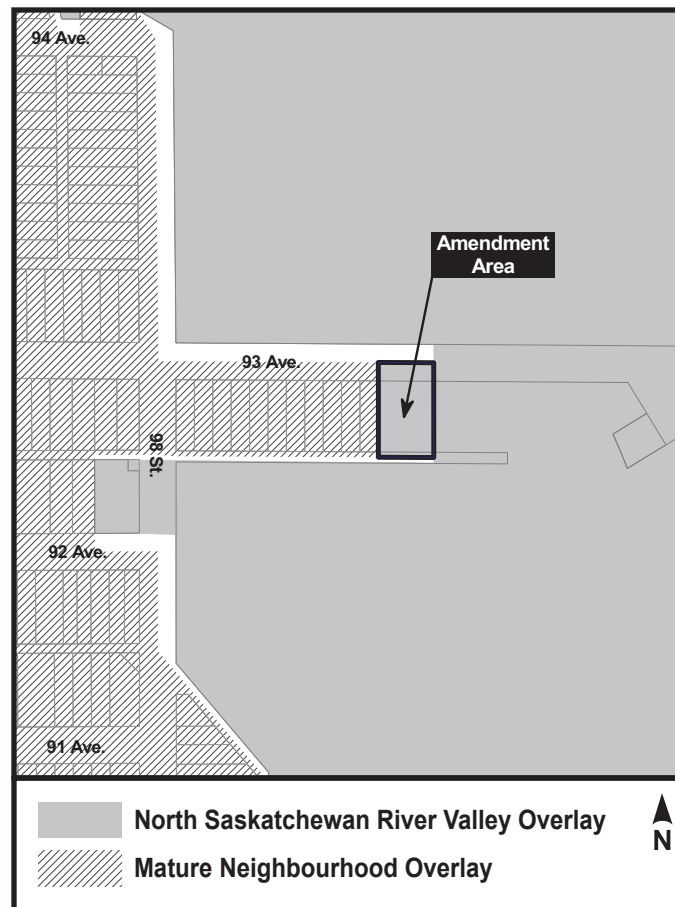 94 Ave.
Amendment
Area
93 Ave.
98 St.
92 Ave.
91 Ave.
North Saskatchewan River Valley Overlay
N
Mature Neighbourhood Overlay